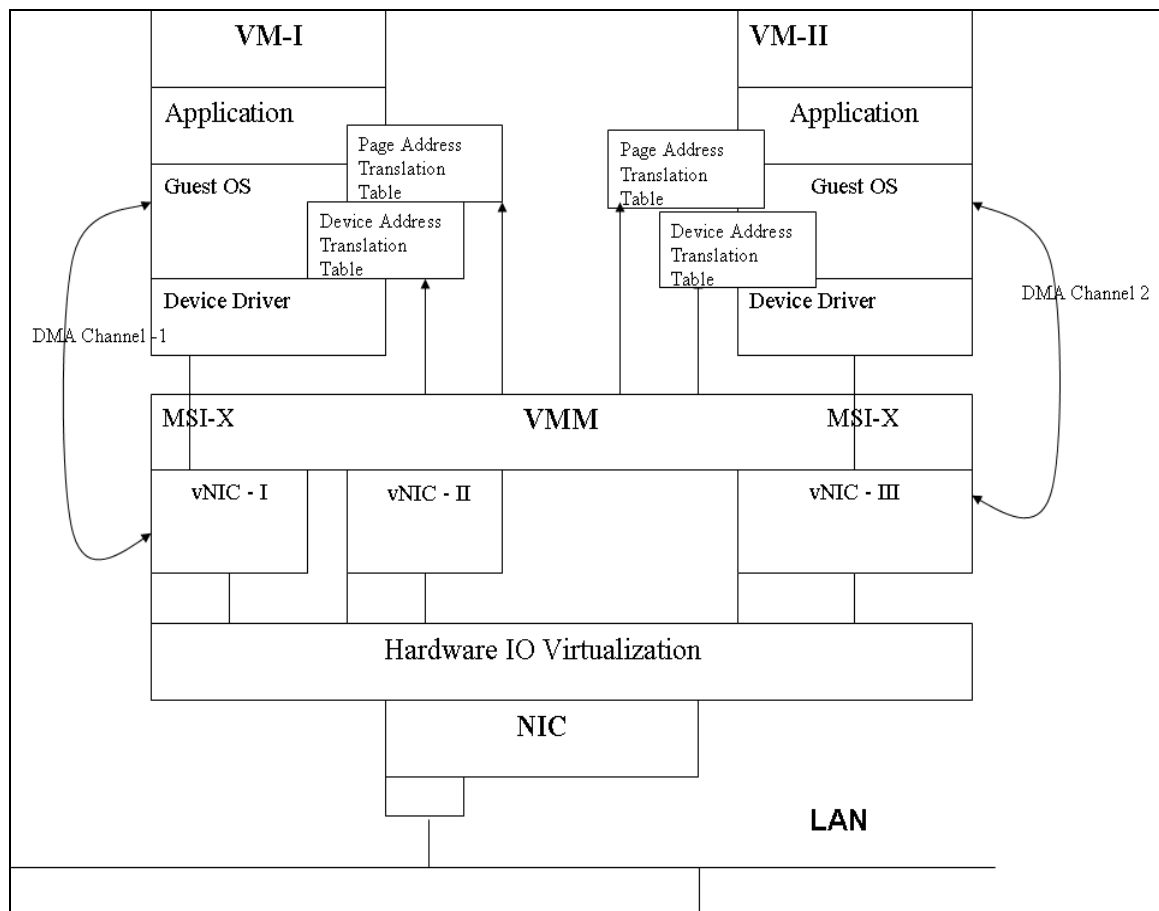 VM-I
VM-II
Application
Application
Page Address
Translation
Table
Page Address
Translation
Table
Guest OS
Guest OS
Device Address
Translation
Table
Device Address
Translation
Table
Device Driver
Device Driver
DMA Channel -1
DMA Channel 2
MSI-X
VMM
MSI-X
vNIC - I
vNIC - II
vNIC - III
Hardware IO Virtualization
NIC
LAN